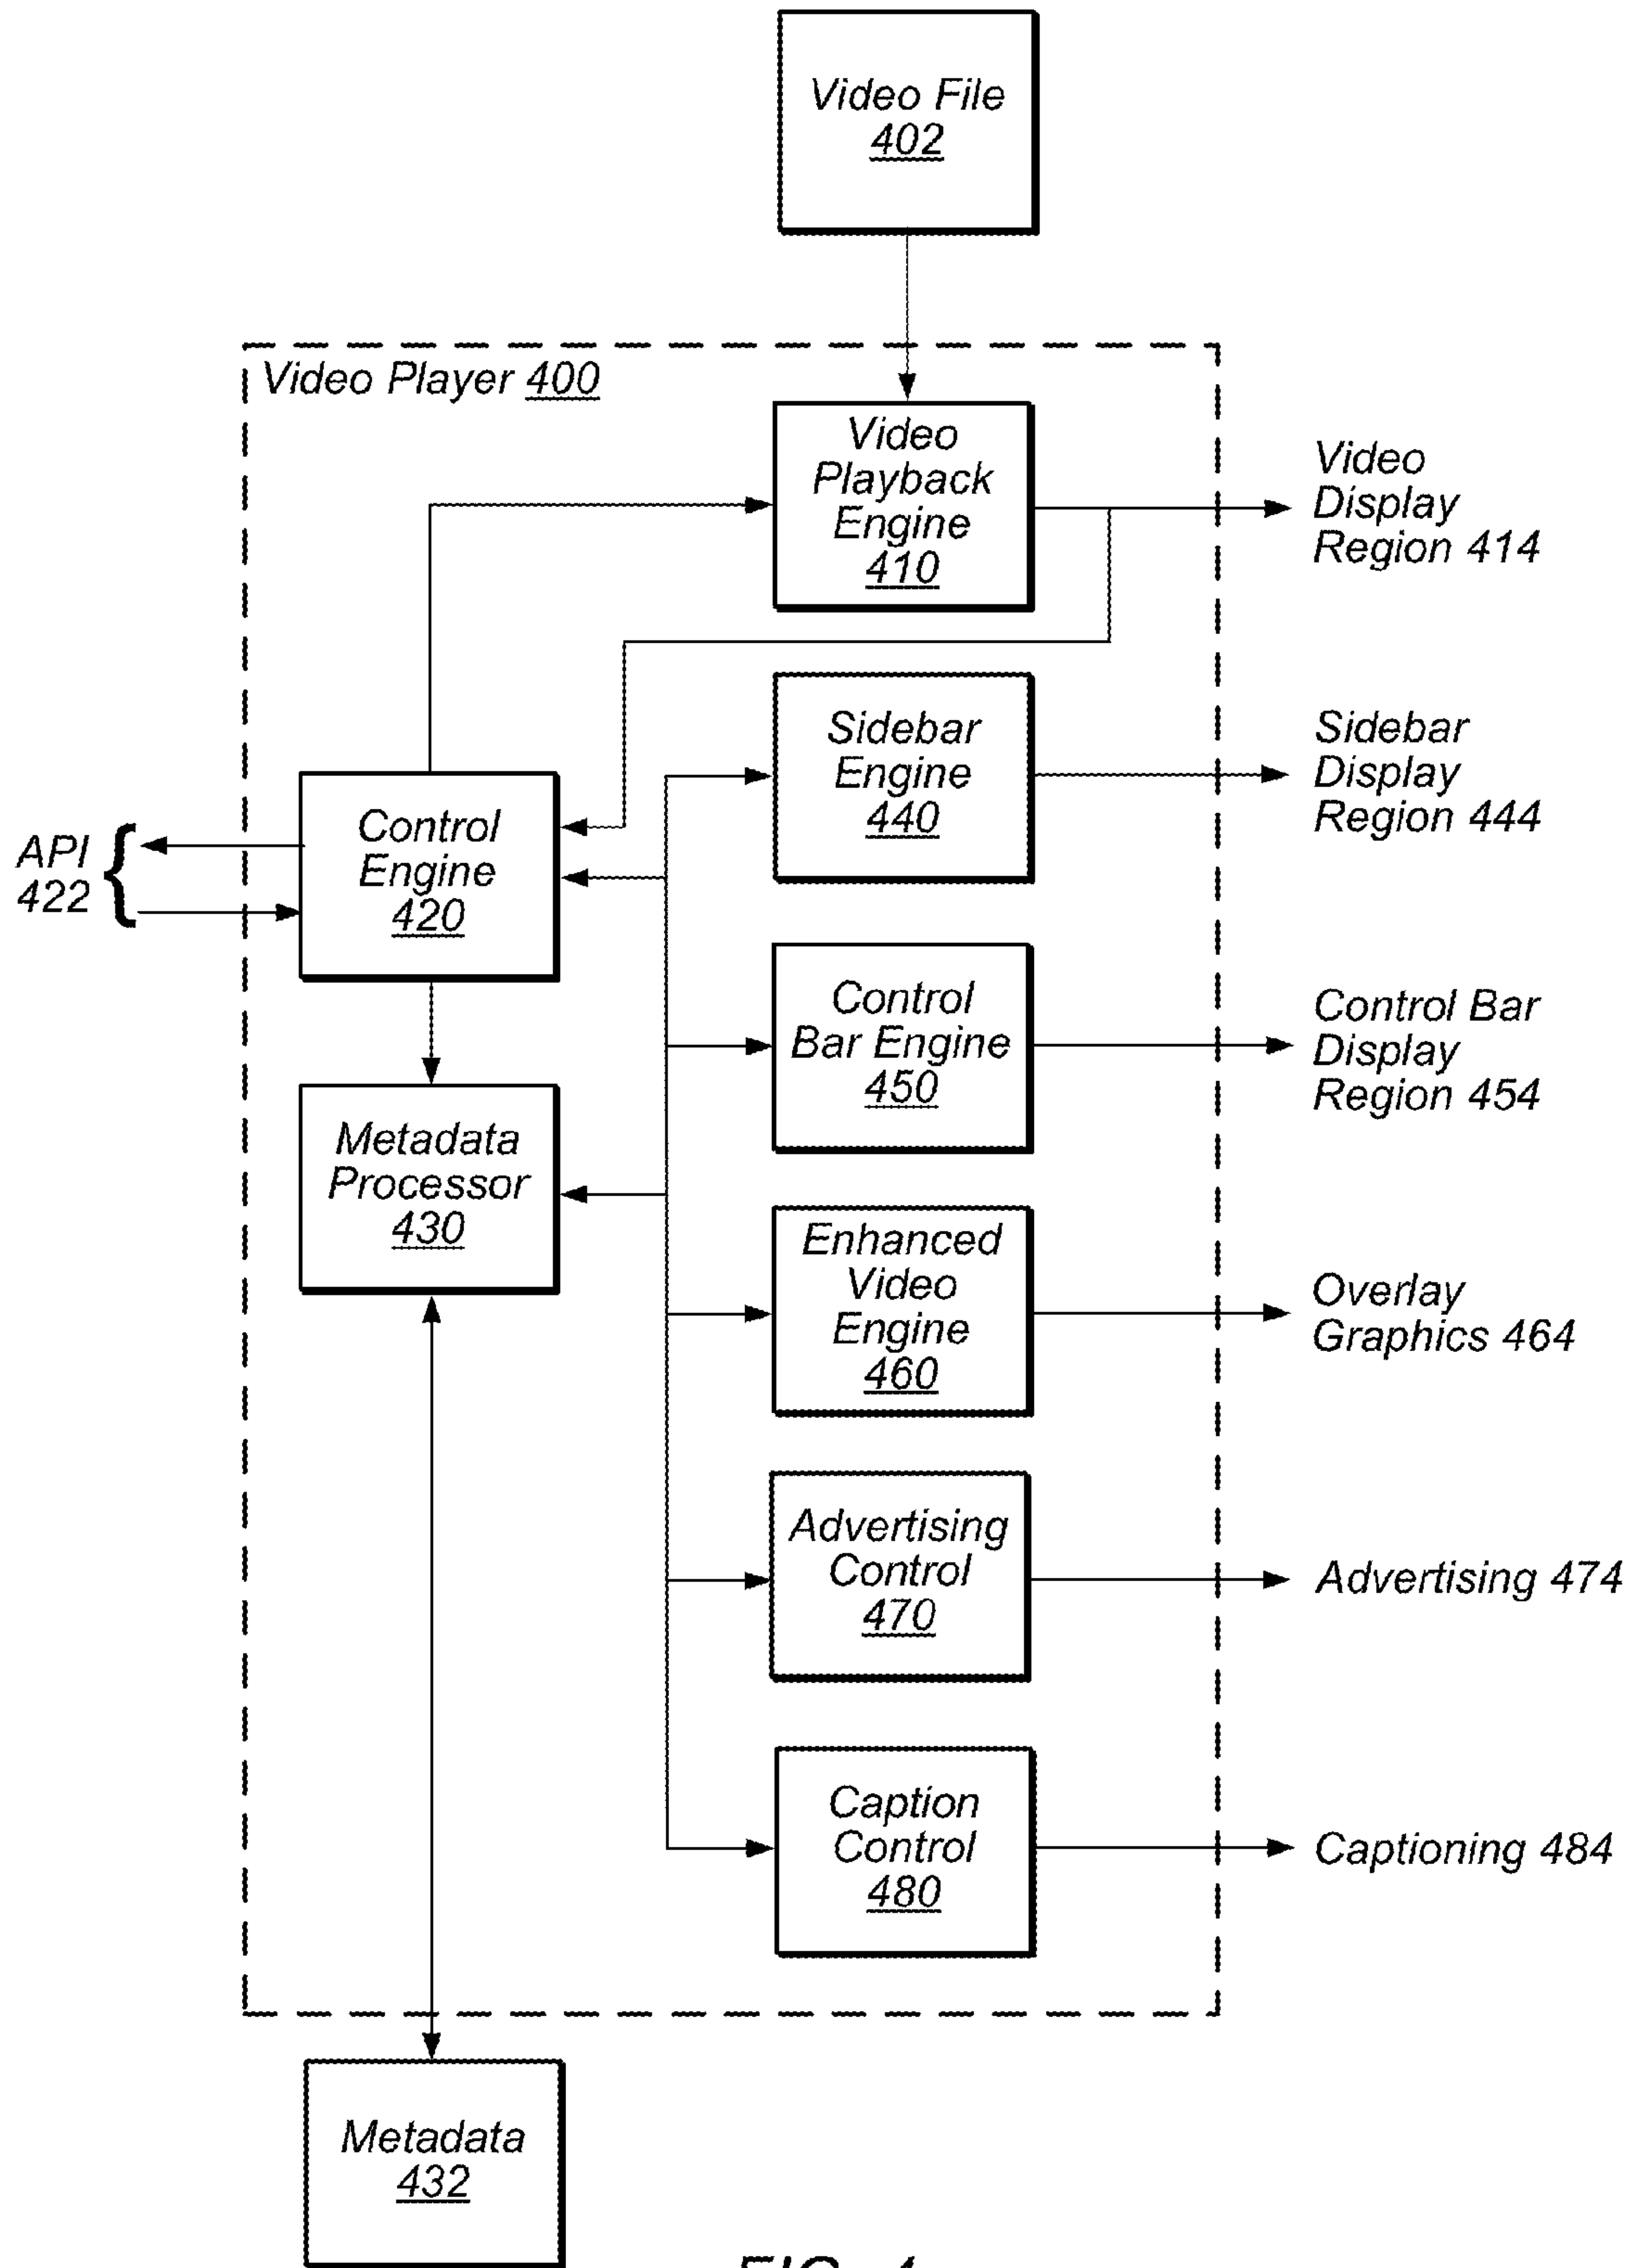 Video File
402
Video Player 400
Video
Playback
Engine
410
Video
Display
Region 414
Sidebar
Engine
440
Sidebar
Display
Region 444
API
422
Control
Engine
420
Control
Bar Engine
450
Control Bar
Display
Region 454
Metadata
Processor
430
Enhanced
Video
Engine
460
Overlay
Graphics 464
Advertising
Control
470
Advertising 474
Caption
Control
480
Captioning 484
Metadata
432